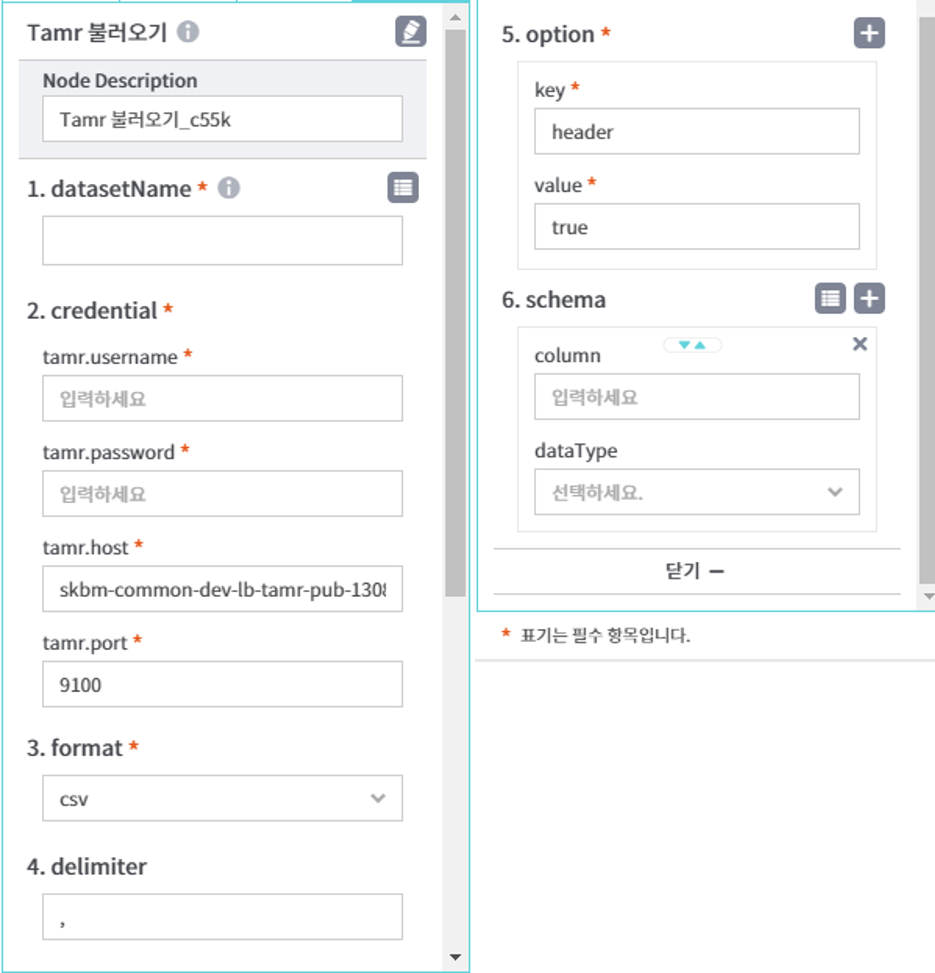 Tamr 불러오기
Node Description
Tamr 불러오기_c55k
1. datasetName *
2. credential *
tamr.username *
입력하세요
tamr.password *
입력하세요
tamr.host *
skbm-common-dev-lb-tamr-pub-1308
tamr.port *
9100
3. format *
csv
4. delimiter
,
5. option *
key *
header
value *
true
6. schema
column
입력하세요
dataType
선택하세요.
닫기
* 표기는 필수 항목입니다.